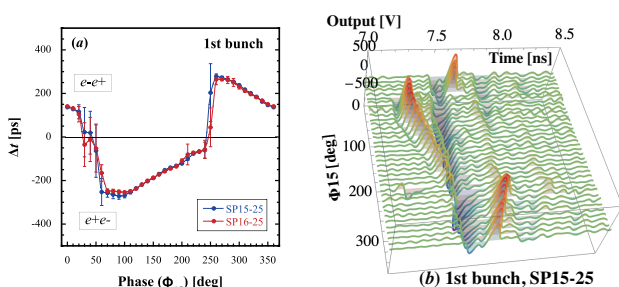 (a)
1st bunch
e-e+
e+e-
SP15-25
SP16-25
400
200
0
-200
-400
Δt [ps]
0 50 100 150 200 250 300 350
Phase (Φ ) [deg]
Output [V]
500
0
−500
7.0 7.5 8.0 8.5
Time [ns]
0
100
200
300
Φ15 [deg]
(b) 1st bunch, SP15-25